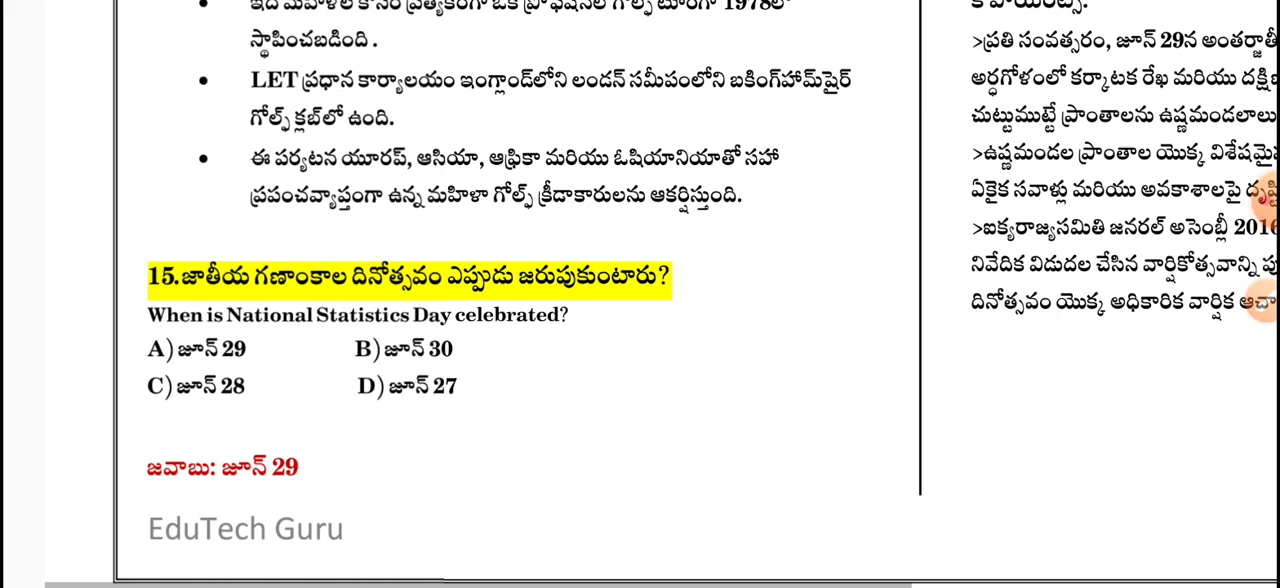 స్థాపించబడింది.
• LET ప్రధాన కార్యాలయం ఇంగ్లాండ్‌లోని లండన్ సమీపంలోని బకింగ్‌హామ్‌షైర్
గోల్ఫ్ క్లబ్‌లో ఉంది.
• ఈ పర్యటన యూరప్, ఆసియా, ఆఫ్రికా మరియు ఓషియానియాతో సహా
ప్రపంచవ్యాప్తంగా ఉన్న మహిళా గోల్ఫ్ క్రీడాకారులను ఆకర్షిస్తుంది.
15.జాతీయ గణాంకాల దినోత్సవం ఎప్పుడు జరుపుకుంటారు?
When is National Statistics Day celebrated?
A)జూన్ 29 B)జూన్ 30
C)జూన్ 28 D)జూన్ 27
జవాబు: జూన్ 29
EduTech Guru
>ప్రతి సంవత్సరం, జూన్ 29న
అర్ధగోళంలో కర్కాటక రేఖ మరియు
చుట్టుముట్టే ప్రాంతాలను ఉష్ణమండలాలు
>ఉష్ణమండల ప్రాంతాల యొక్క
ఏకైక సవాళ్లు మరియు అవకాశాలపై
>ఐక్యరాజ్యసమితి జనరల్ అసెంబ్లీ 2016
నివేదిక విడుదల చేసిన వార్షికోత్సవాన్ని
దినోత్సవం యొక్క అధికారిక వార్షిక